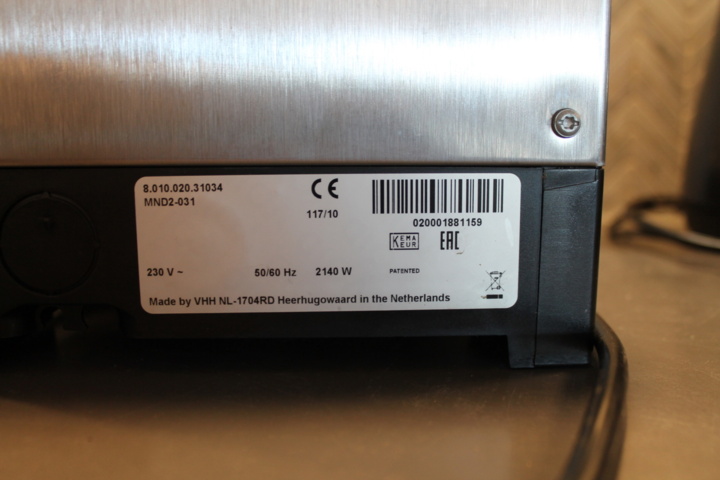 8.010.020.31034
MND2-031
CE
117/10
020001881159
KEMA
EUR
EAC
230 V ~ 50/60 Hz 2140 W PATENTED
Made by VHH NL-1704RD Heerhugowaard in the Netherlands